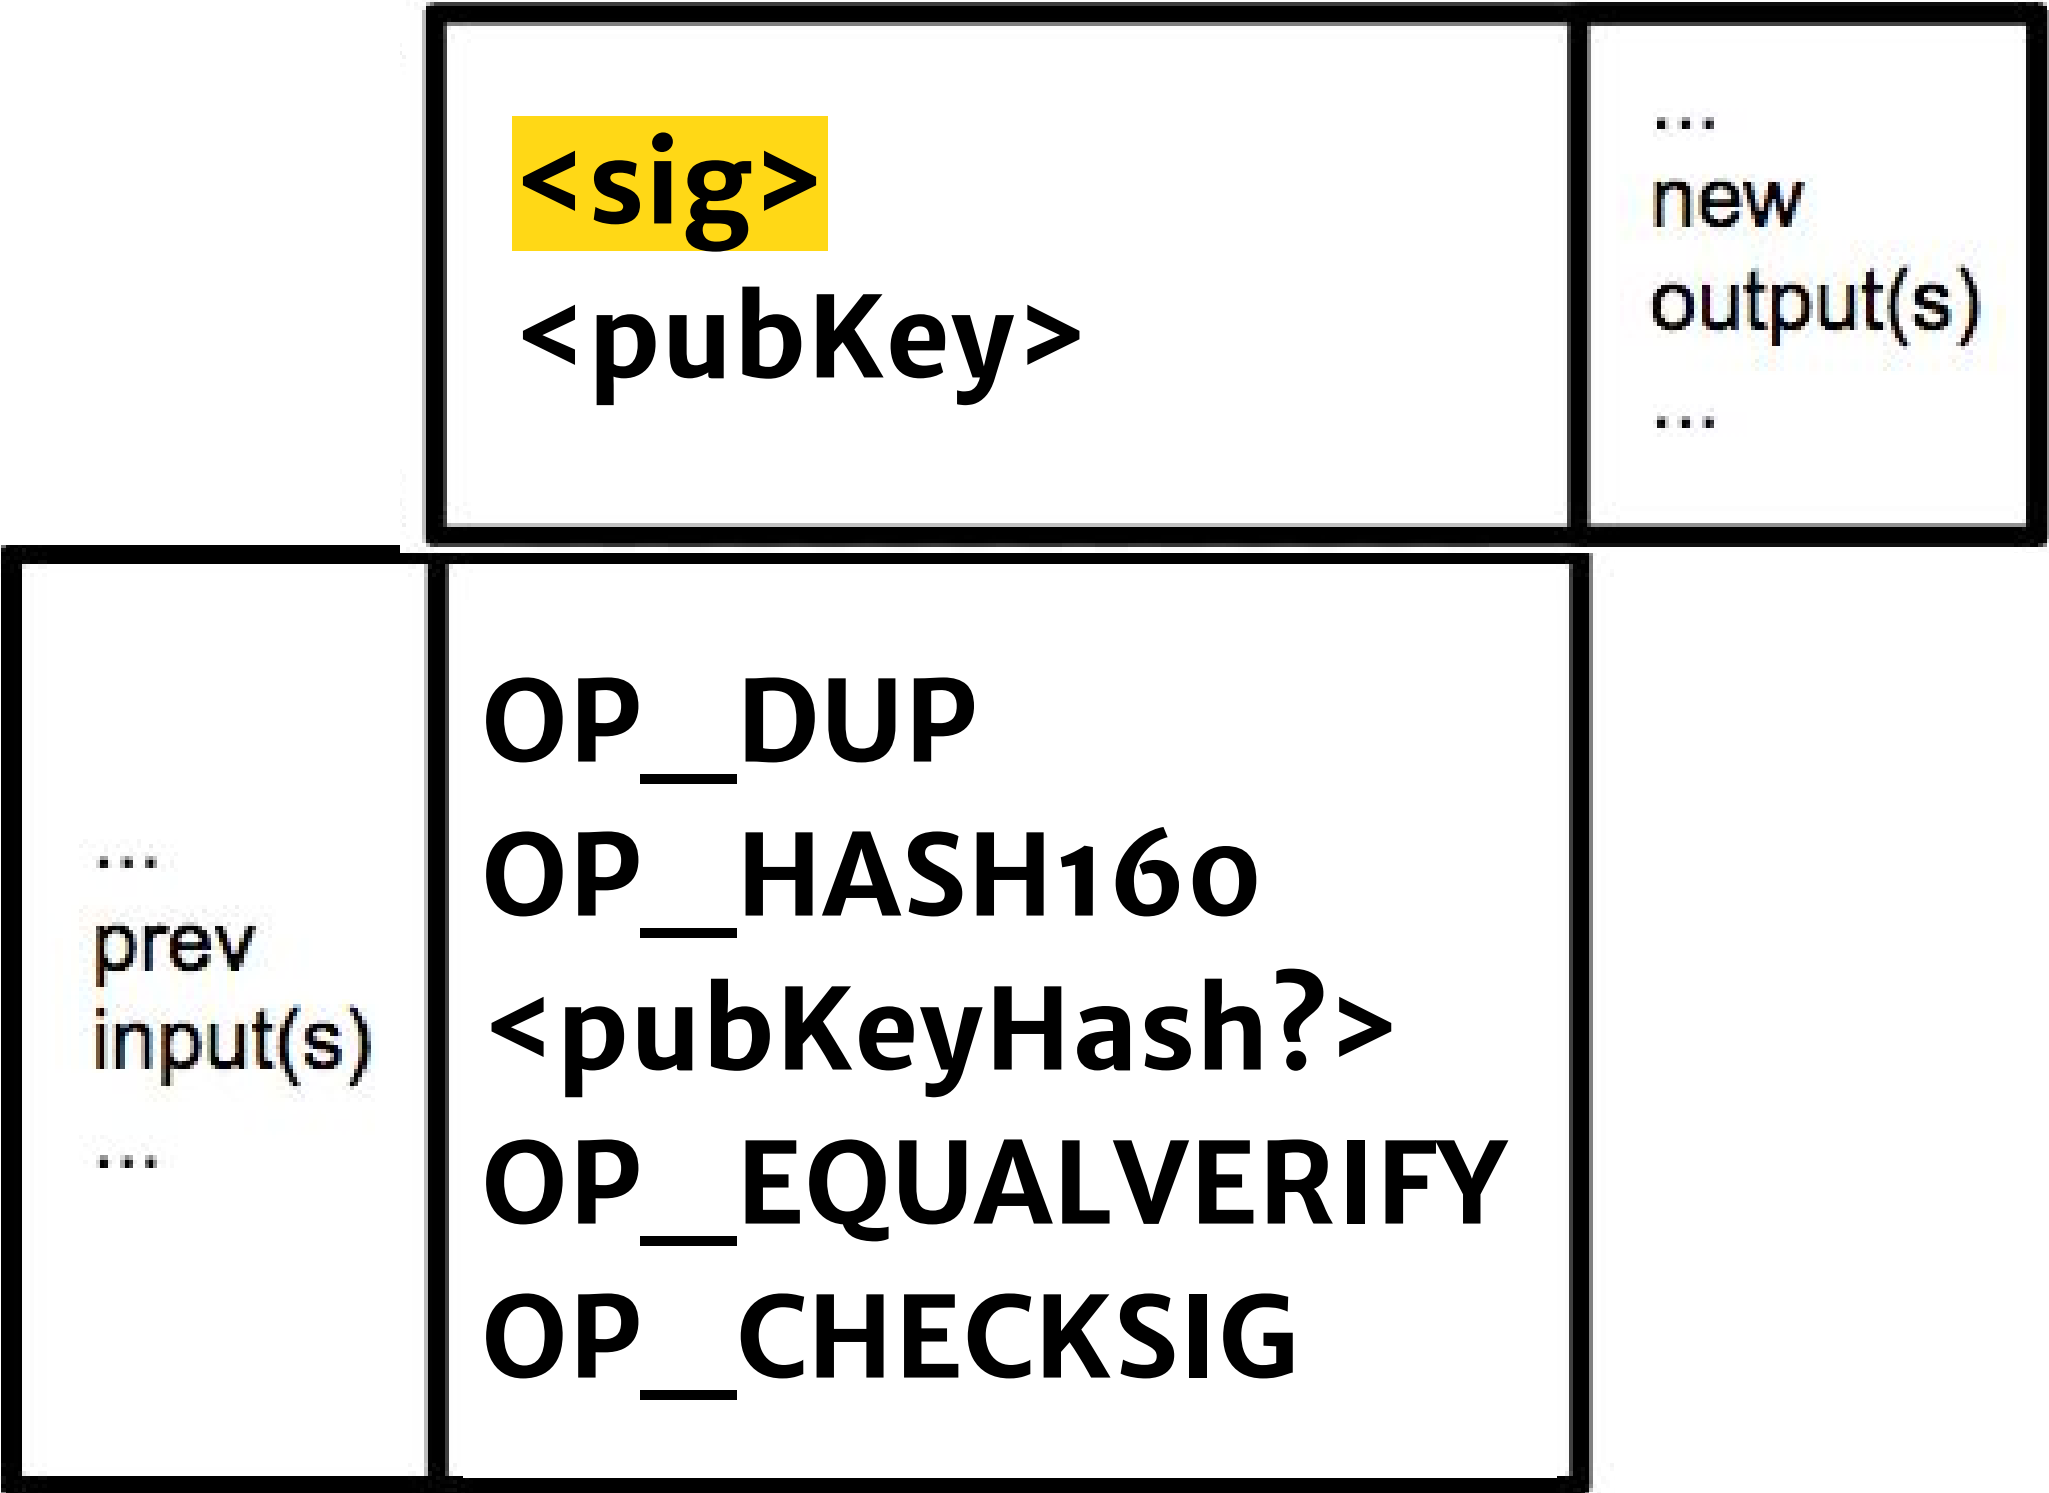 <sig>
<pubKey>
...
new
output(s)
...
...
prev
input(s)
...
OP_DUP
OP_HASH160
<pubKeyHash?>
OP_EQUALVERIFY
OP_CHECKSIG